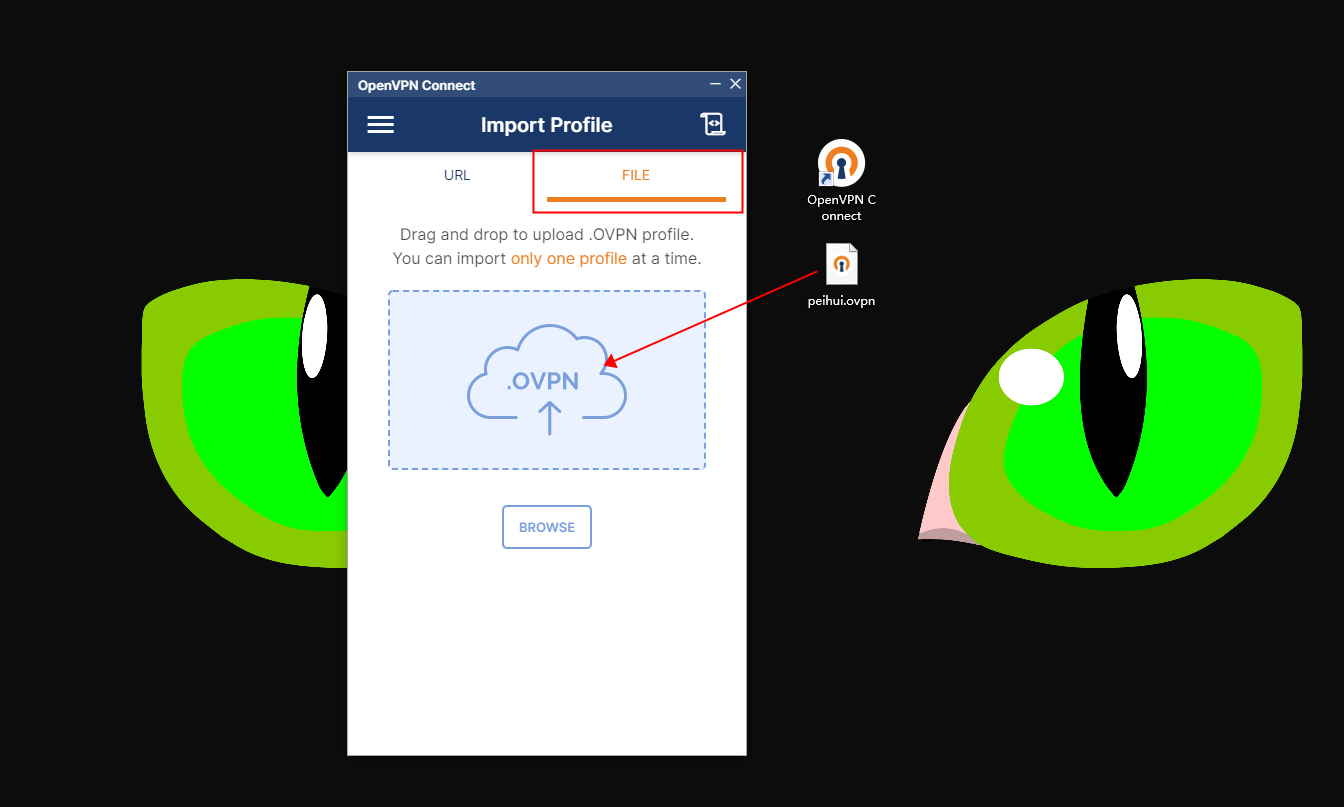 OpenVPN Connect
Import Profile
URL
FILE
Drag and drop to upload .OVPN profile.
You can import only one profile at a time.
.OVPN
BROWSE
OpenVPN C
onnect
peihui.ovpn